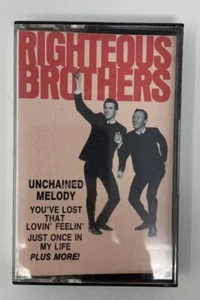 RIGHTEOUS
BROTHERS
UNCHAINED
MELODY
YOU'VE LOST
THAT
LOVIN' FEELIN'
JUST ONCE IN
MY LIFE
PLUS MORE!